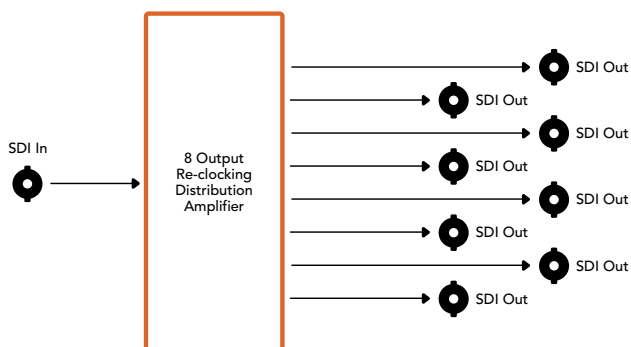 SDI In
8 Output
Re-clocking
Distribution
Amplifier
SDI Out
SDI Out
SDI Out
SDI Out
SDI Out
SDI Out
SDI Out
SDI Out